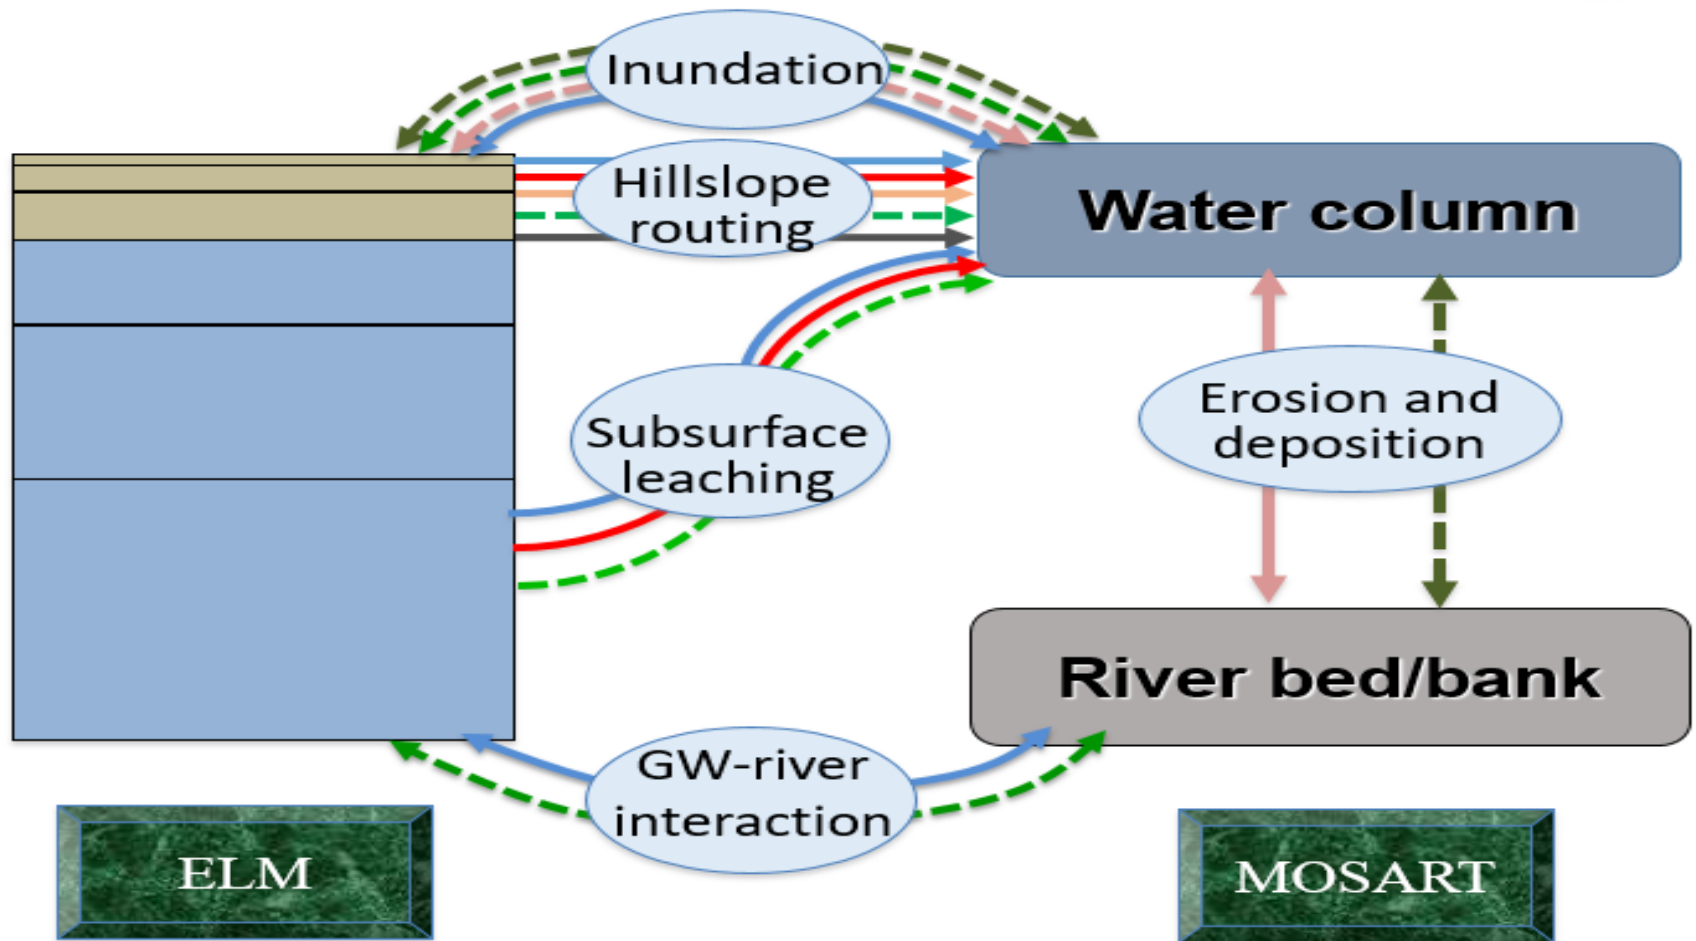 Inundation
Hillslope
routing
Water column
Subsurface
leaching
Erosion and
deposition
River bed/bank
GW-river
interaction
ELM
MOSART